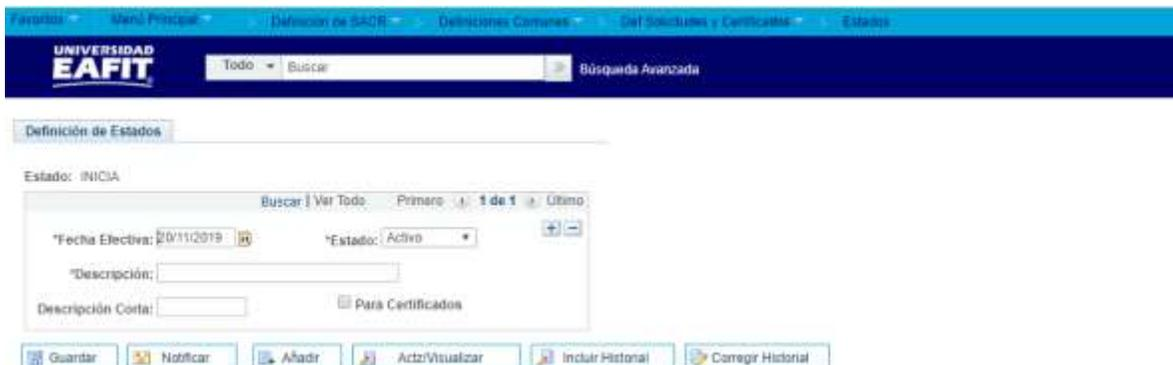 Favoritos Menú Principal Definición de SACR Definiciones Comunes Def Solicitudes y Certificados Estados
UNIVERSIDAD
EAFIT
Todo Buscar Búsqueda Avanzada
Definición de Estados
Estado: INICIA
Buscar | Ver Todo Primero 1 de 1 Último
*Fecha Efectiva: 20/11/2019 *Estado: Activo
*Descripción:
Descripción Corta: Para Certificados
Guardar Notificar Añadir Actz/Visualizar Incluir Historial Corregir Historial